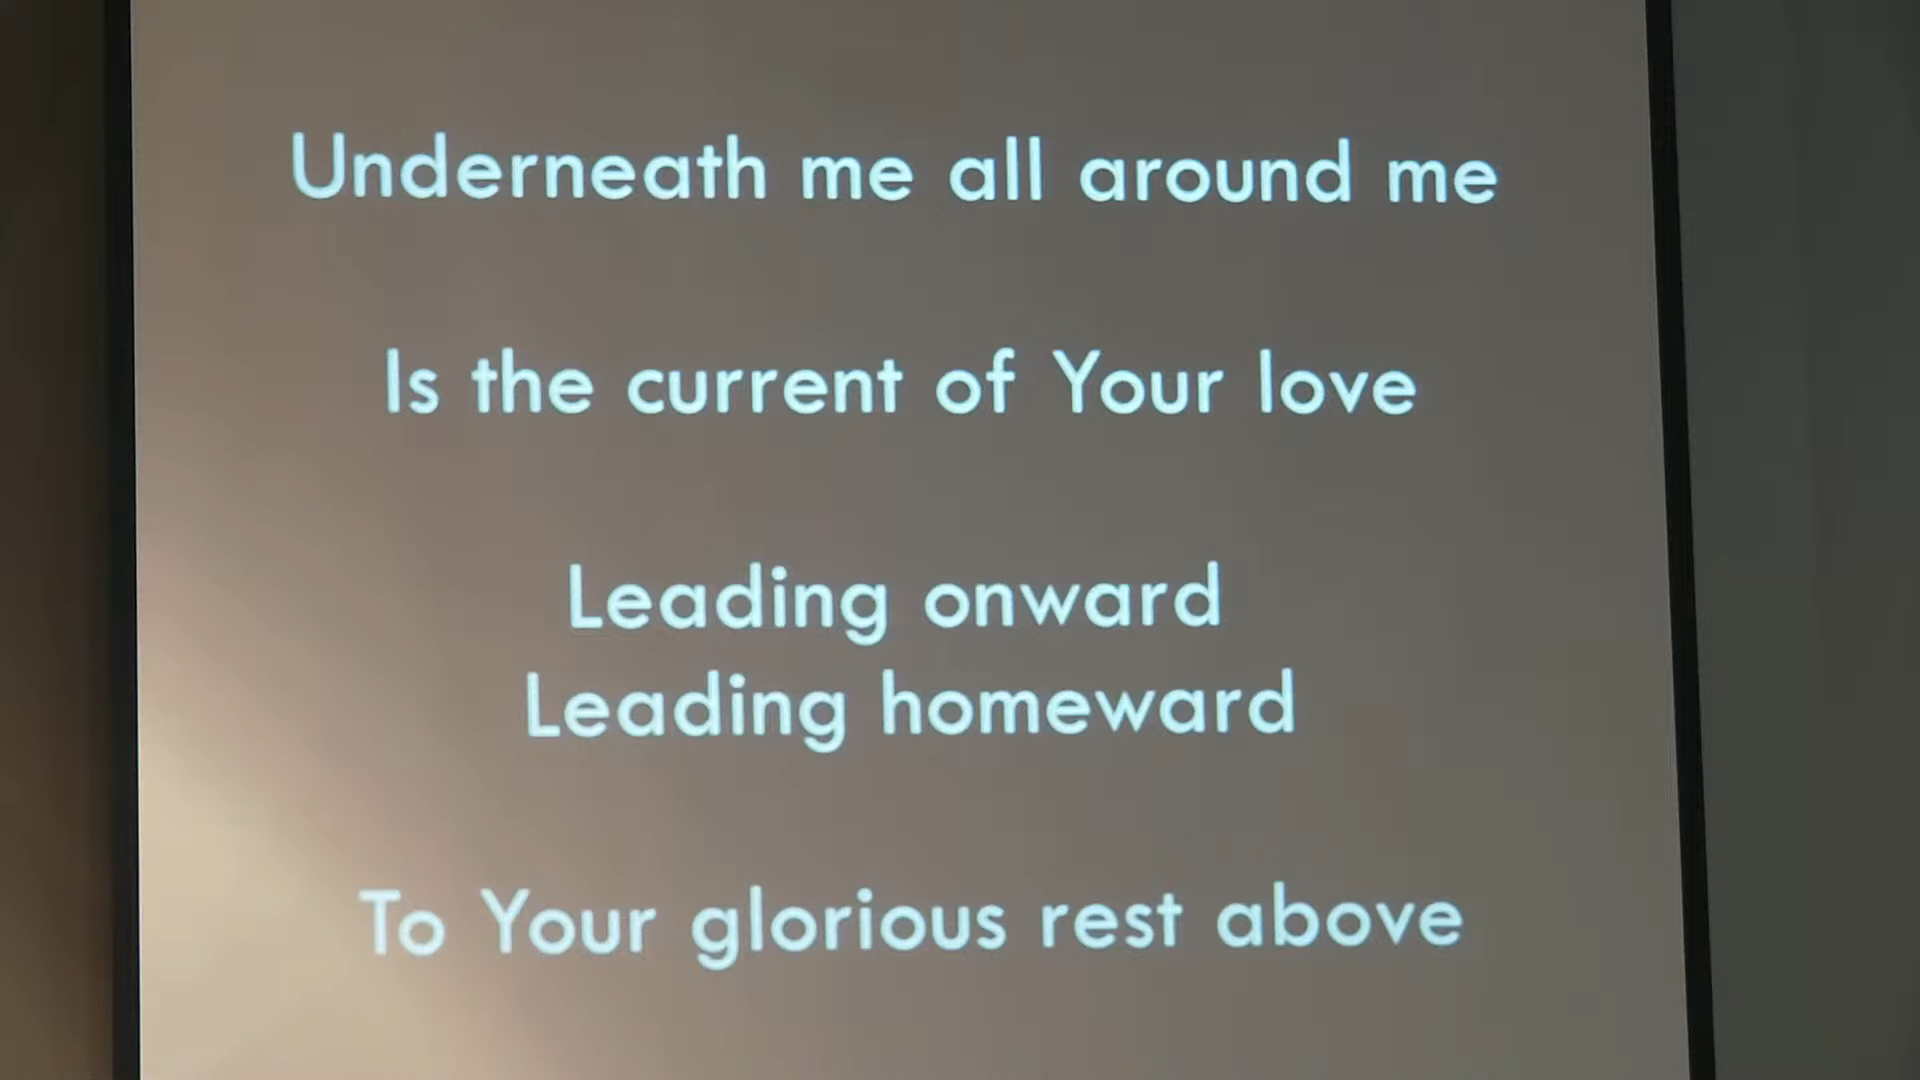 Underneath me all around me
Is the current of Your love
Leading onward
Leading homeward
To Your glorious rest above